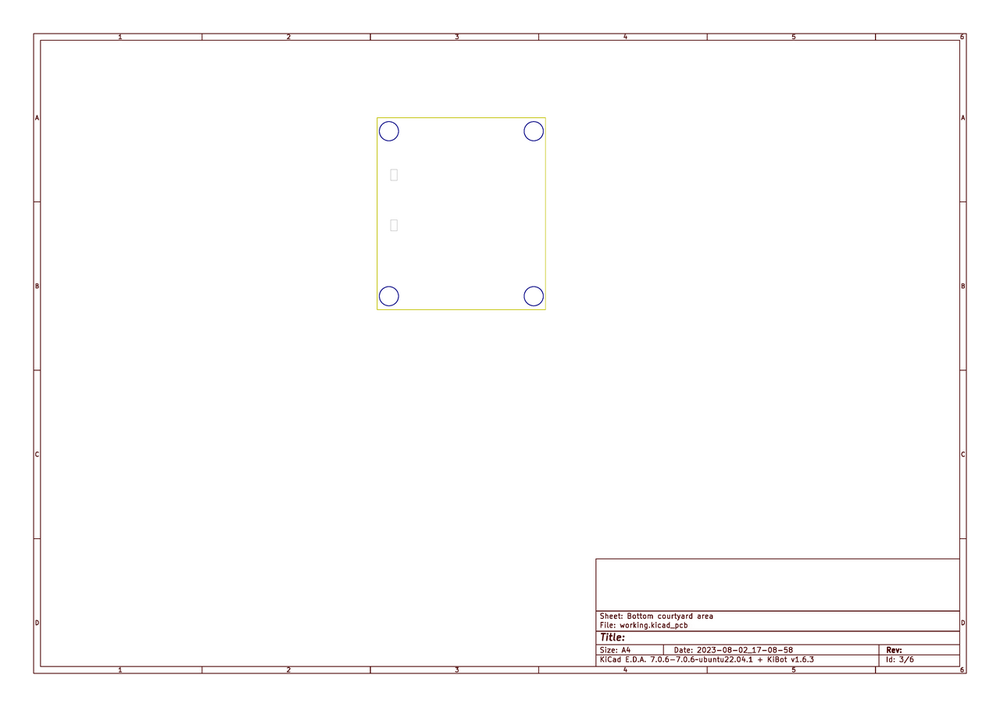 1 2 3 4 5 6
A A
B B
C C
D D
Sheet: Bottom courtyard area
File: working.kicad_pcb
Title:
Size: A4 Date: 2023-08-02_17-08-58 Rev:
KiCad E.D.A. 7.0.6-7.0.6~ubuntu22.04.1 + KiBot v1.6.3 Id: 3/6
1 2 3 4 5 6